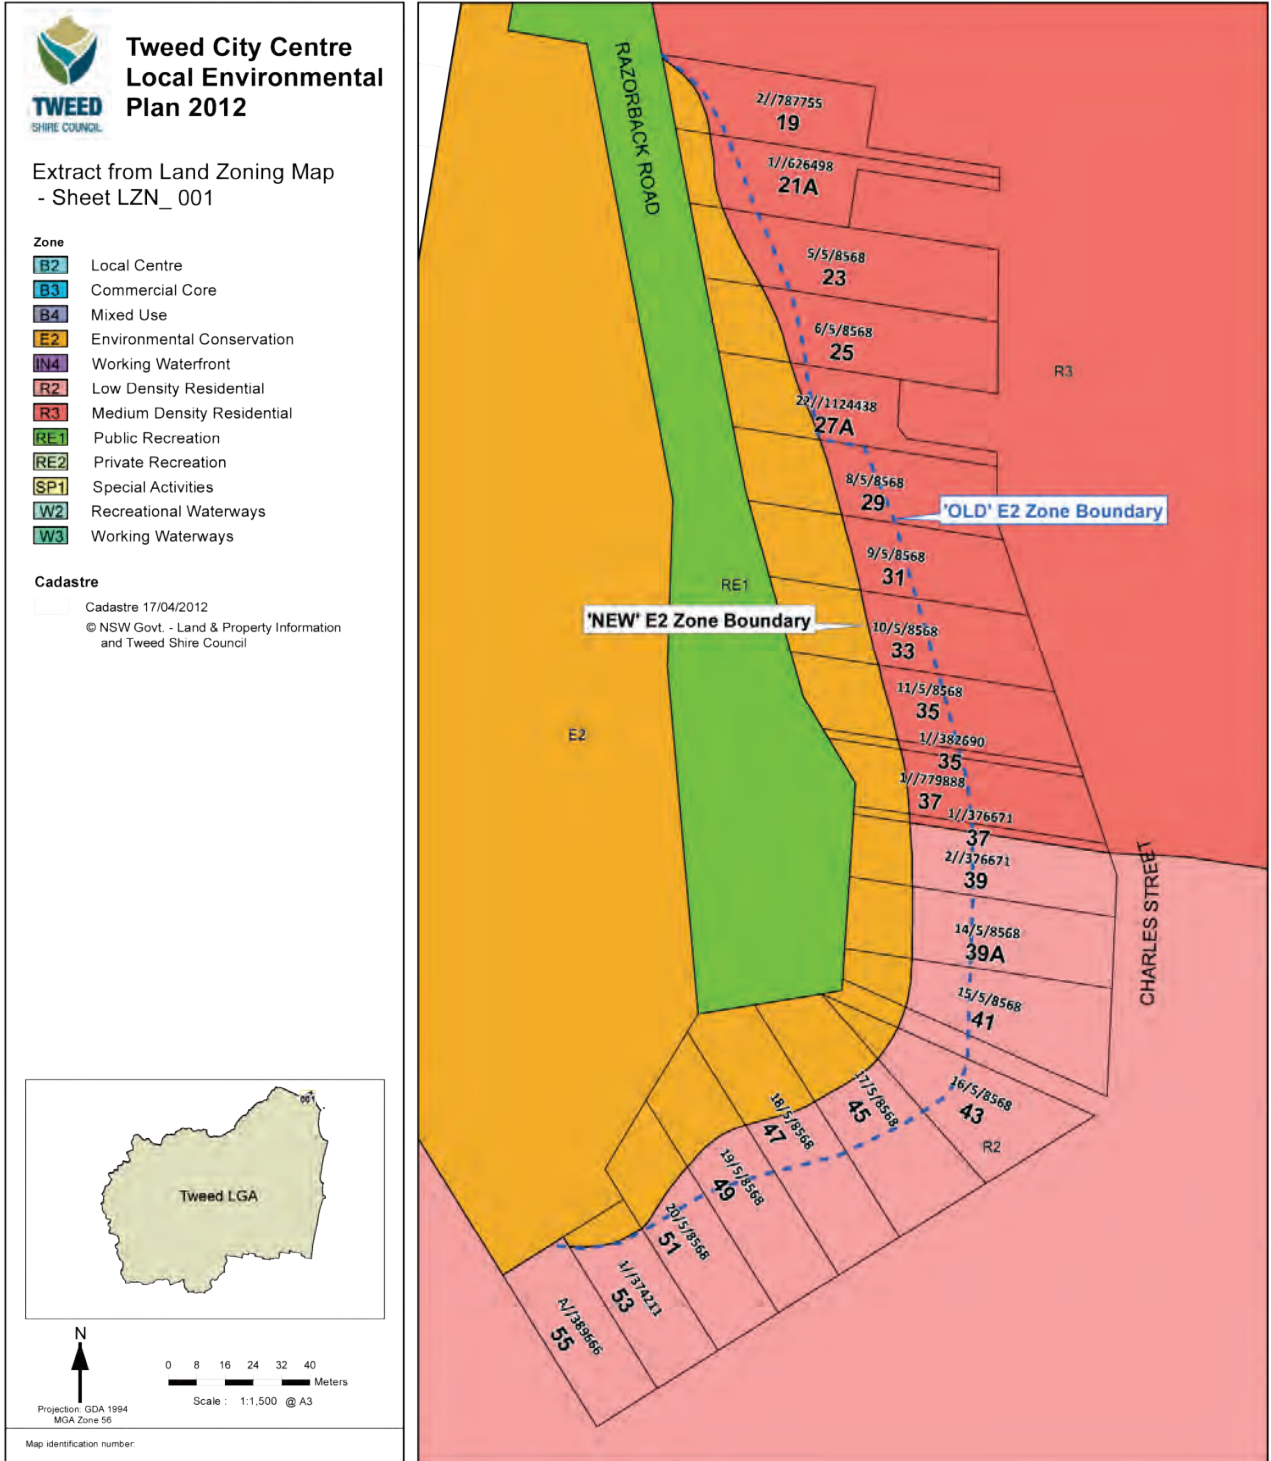 TWEED
SHIRE COUNCIL
Tweed City Centre
Local Environmental
Plan 2012
Extract from Land Zoning Map
- Sheet LZN_ 001
Zone
B2 Local Centre
B3 Commercial Core
B4 Mixed Use
E2 Environmental Conservation
IN4 Working Waterfront
R2 Low Density Residential
R3 Medium Density Residential
RE1 Public Recreation
RE2 Private Recreation
SP1 Special Activities
W2 Recreational Waterways
W3 Working Waterways
Cadastre
Cadastre 17/04/2012
© NSW Govt. - Land & Property Information
and Tweed Shire Council
001
Tweed LGA
N
0 8 16 24 32 40
Meters
Scale : 1:1,500 @ A3
Projection: GDA 1994
MGA Zone 56
Map identification number:
RAZORBACK ROAD
2//787755
19
1//626498
21A
5/5/8568
23
6/5/8568
25
R3
22//1124438
27A
8/5/8568
29
'OLD' E2 Zone Boundary
9/5/8568
31
RE1
'NEW' E2 Zone Boundary
10/5/8568
33
11/5/8568
35
E2
1//382690
35
1//779888
37
1//376671
37
2//376671
39
CHARLES STREET
14/5/8568
39A
15/5/8568
41
16/5/8568
43
R2
17/5/8568
45
18/5/8568
47
19/5/8568
49
20/5/8568
51
1//374211
53
A//389666
55